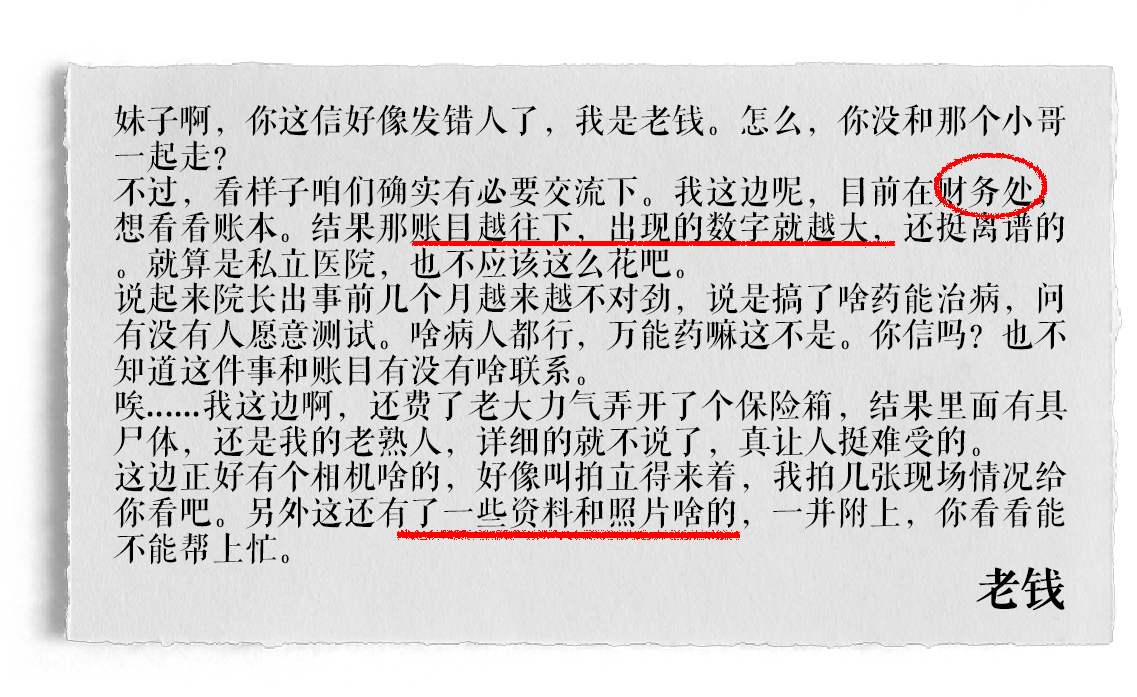 妹子啊，你这信好像发错人了，我是老钱。怎么，你没和那个小哥
一起走？
不过，看样子咱们确实有必要交流下。我这边呢，目前在财务处，
想看看账本。结果那账目越往下，出现的数字就越大，还挺离谱的
。就算是私立医院，也不应该这么花吧。
说起来院长出事前几个月越来越不对劲，说是搞了啥药能治病，问
有没有人愿意测试。啥病人都行，万能药嘛这不是。你信吗？也不
知道这件事和账目有没有啥联系。
唉……我这边啊，还费了老大力气弄开了个保险箱，结果里面有具
尸体，还是我的老熟人，详细的就不说了，真让人挺难受的。
这边正好有个相机啥的，好像叫拍立得来着，我拍几张现场情况给
你看吧。另外这还有了一些资料和照片啥的，一并附上，你看看能
不能帮上忙。
老钱